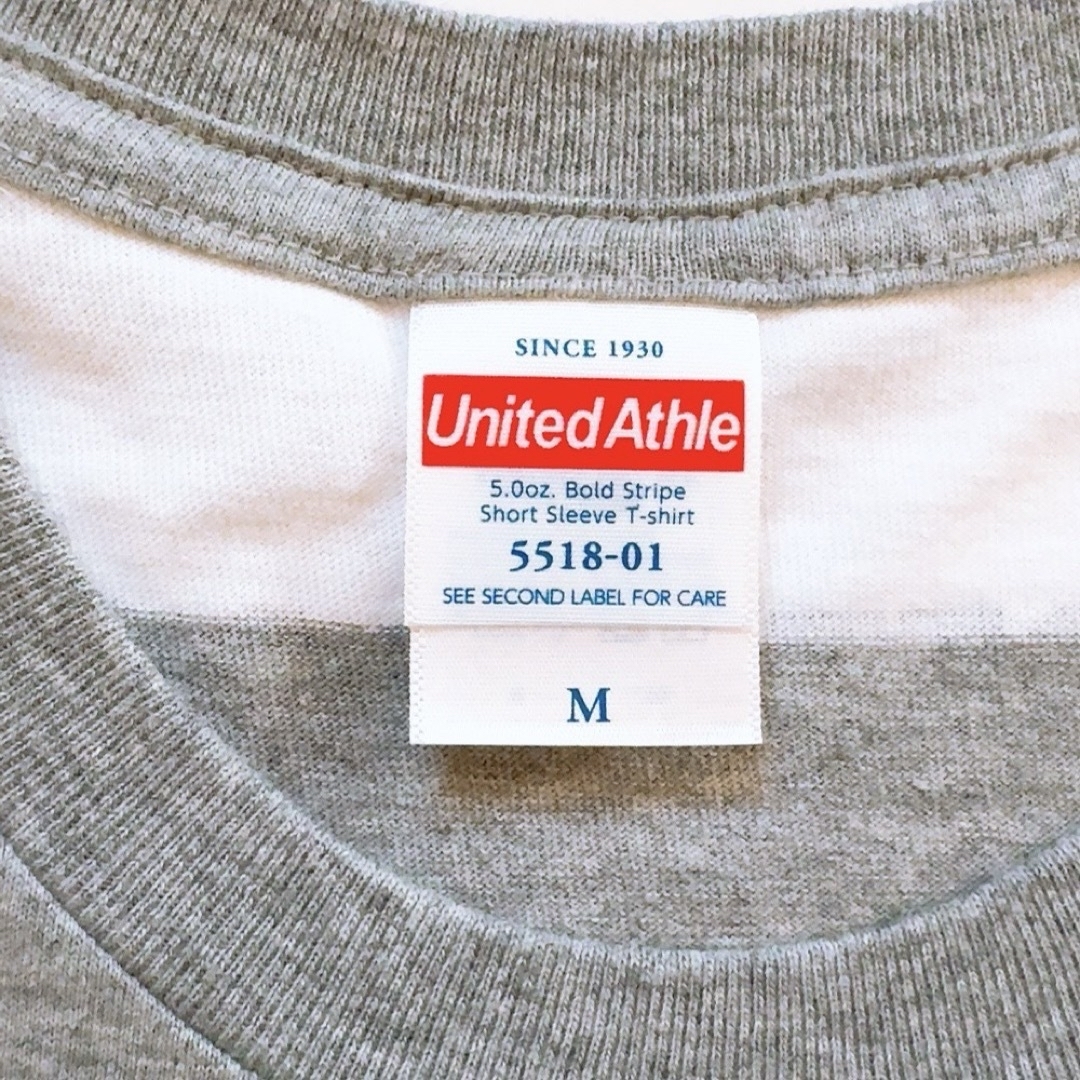 SINCE 1930
United Athle
5.0oz. Bold Stripe
Short Sleeve T-shirt
5518-01
SEE SECOND LABEL FOR CARE
M